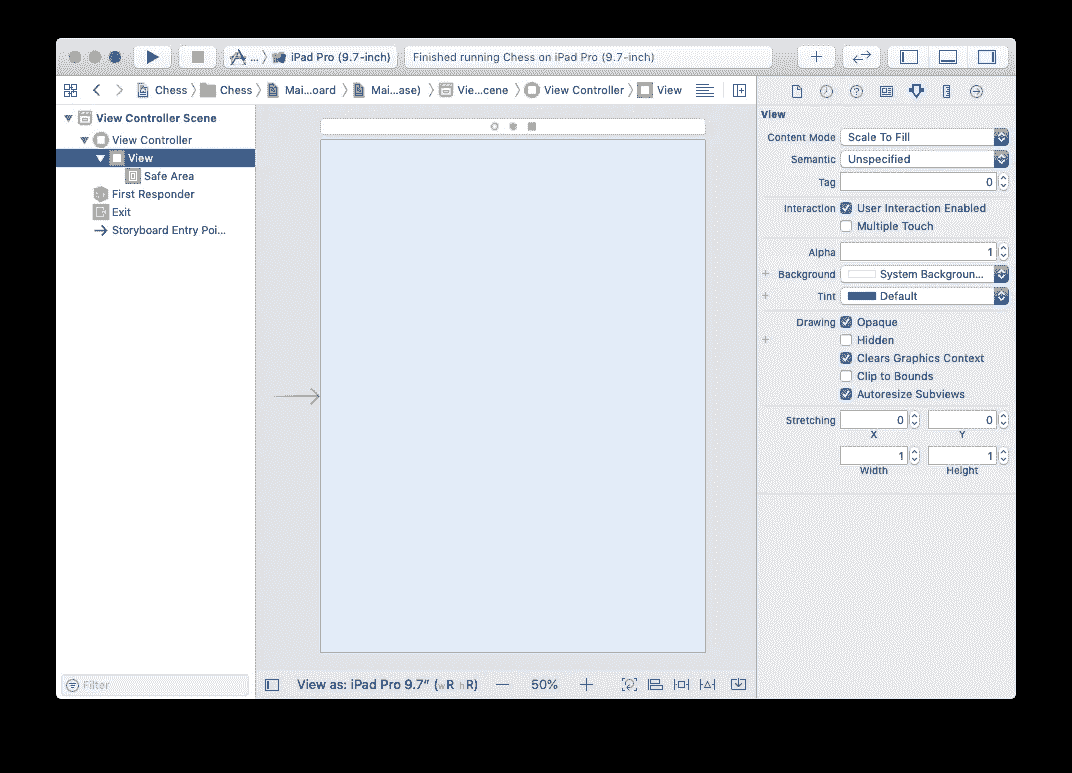 ... iPad Pro (9.7-inch) Finished running Chess on iPad Pro (9.7-inch)
Chess Chess Mai...oard Mai...ase) Vie...cene View Controller View
View Controller Scene
View Controller
View
Safe Area
First Responder
Exit
Storyboard Entry Poi...
Filter
View as: iPad Pro 9.7” (wR hR) 50%
View
Content Mode Scale To Fill
Semantic Unspecified
Tag 0
Interaction User Interaction Enabled
Multiple Touch
Alpha 1
+ Background System Backgroun...
+ Tint Default
Drawing Opaque
+ Hidden
Clears Graphics Context
Clip to Bounds
Autoresize Subviews
Stretching 0 0
X Y
1 1
Width Height